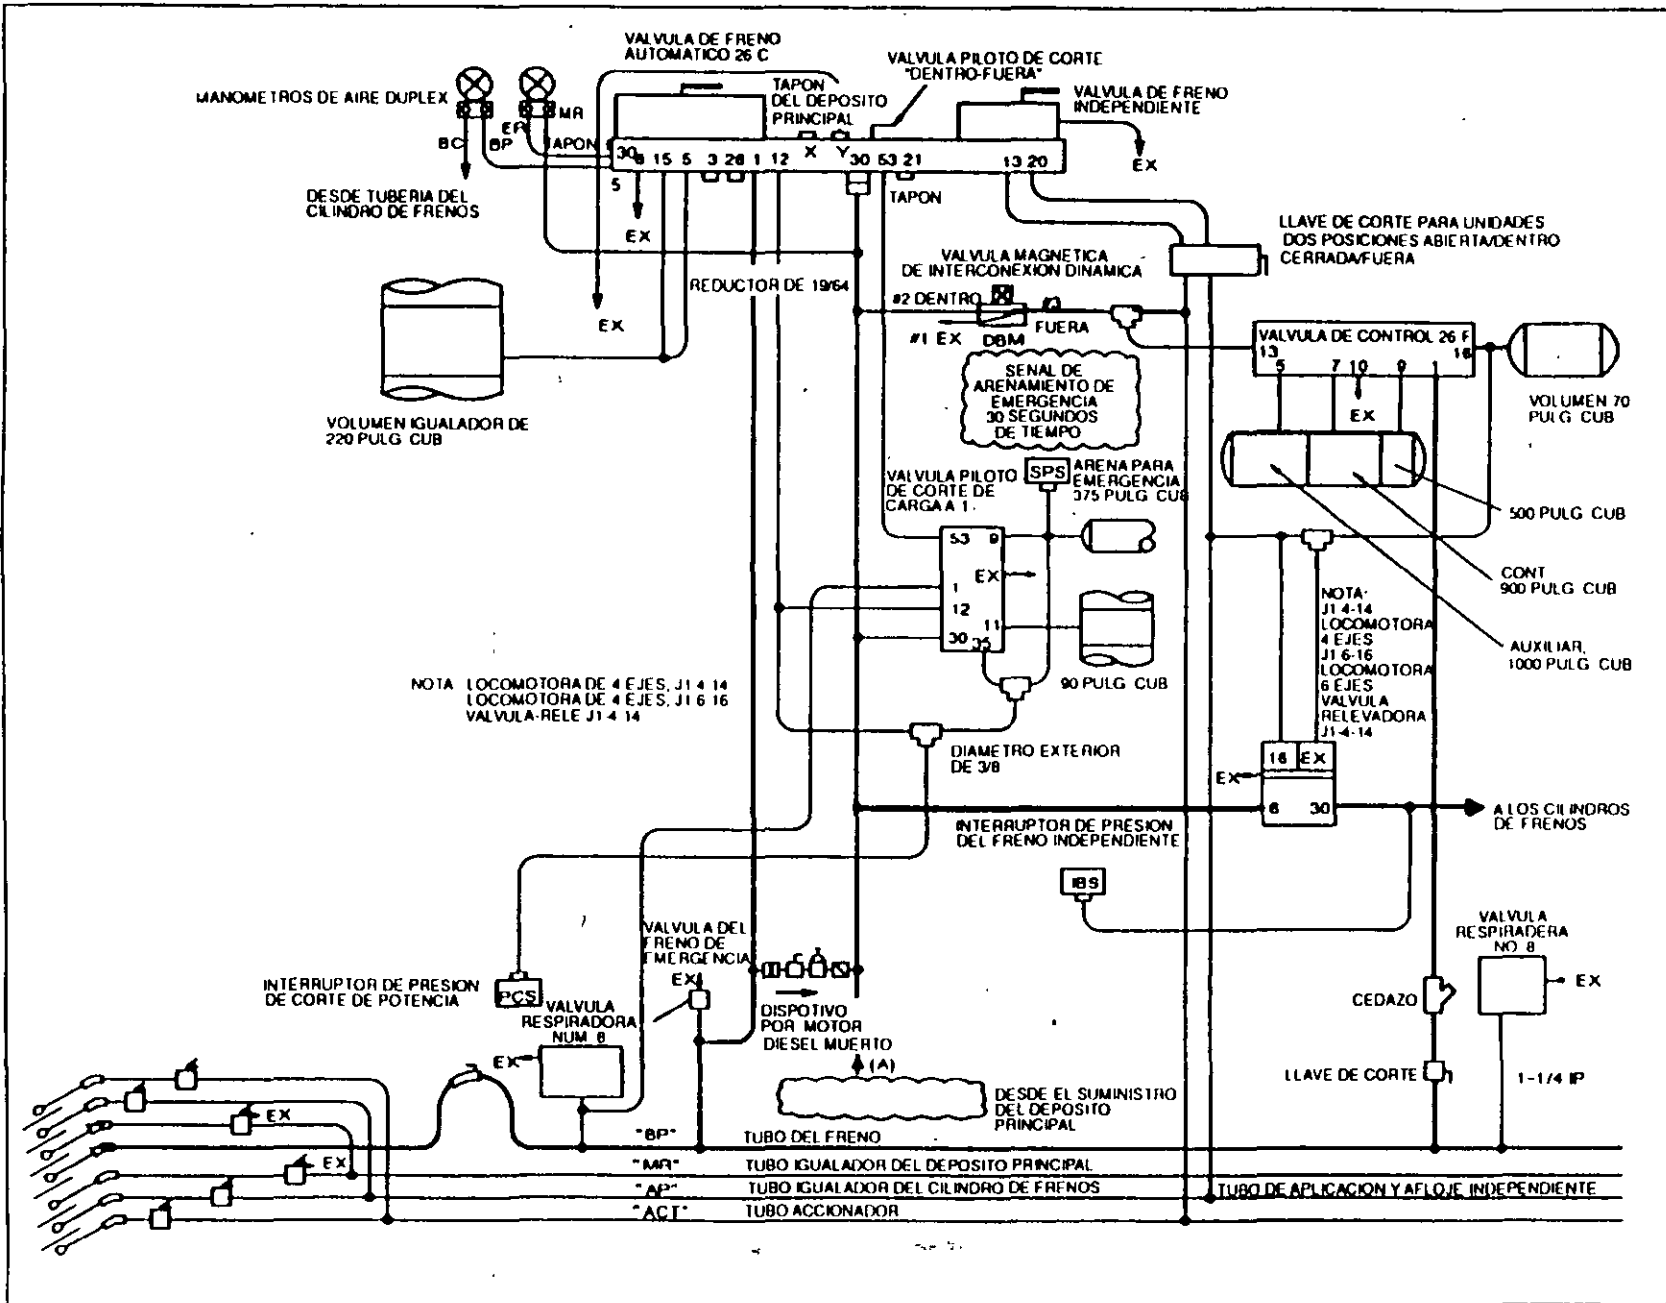 VALVULA DE FRENO
AUTOMATICO 26 C
VALVULA PILOTO DE CORTE
"DENTRO-FUERA"
TAPON
DEL DEPOSITO
PRINCIPAL
VALVULA DE FRENO
INDEPENDIENTE
MANOMETROS DE AIRE DUPLEX
MR
ER
BC
BP
TAPON
X
Y
EX
30
8
15
5
3
26
1
12
30
53
21
13
20
5
TAPON
DESDE TUBERIA DEL
CILINDRO DE FRENOS
EX
LLAVE DE CORTE PARA UNIDADES
DOS POSICIONES ABIERTA/DENTRO
CERRADA/FUERA
VALVULA MAGNETICA
DE INTERCONEXION DINAMICA
REDUCTOR DE 19/64
#2 DENTRO
FUERA
#1 EX
DBM
EX
VALVULA DE CONTROL 26 F
13
16
5
7
10
9
1
EX
VOLUMEN 70
PULG CUB
SENAL DE
ARENAMIENTO DE
EMERGENCIA
30 SEGUNDOS
DE TIEMPO
VOLUMEN IGUALADOR DE
220 PULG CUB
VALVULA PILOTO
DE CORTE DE
CARGA A 1
SPS
ARENA PARA
EMERGENCIA
375 PULG CUB
500 PULG CUB
53
9
EX
1
12
11
30
35
CONT
900 PULG CUB
NOTA·
J1 4-14
LOCOMOTORA
4 EJES
J1 6-16
LOCOMOTORA
6 EJES
VALVULA
RELEVADORA
J1-4-14
AUXILIAR,
1000 PULG CUB
90 PULG CUB
NOTA LOCOMOTORA DE 4 EJES, J1 4 14
LOCOMOTORA DE 4 EJES, J1 6 16
VALVULA-RELE J1-4 14
DIAMETRO EXTERIOR
DE 3/8
16
EX
EX
6
30
A LOS CILINDROS
DE FRENOS
INTERRUPTOR DE PRESION
DEL FRENO INDEPENDIENTE
IBS
VALVULA DEL
FRENO DE
EMERGENCIA
EX
VALVULA
RESPIRADERA
NO 8
EX
INTERRUPTOR DE PRESION
DE CORTE DE POTENCIA
PCS
CEDAZO
VALVULA
RESPIRADORA
NUM 8
DISPOTIVO
POR MOTOR
DIESEL MUERTO
EX
(A)
LLAVE DE CORTE
1-1/4 IP
DESDE EL SUMINISTRO
DEL DEPOSITO
PRINCIPAL
EX
"BP" TUBO DEL FRENO
EX
"MR" TUBO IGUALADOR DEL DEPOSITO PRINCIPAL
"AP" TUBO IGUALADOR DEL CILINDRO DE FRENOS
TUBO DE APLICACION Y AFLOJE INDEPENDIENTE
"ACT" TUBO ACCIONADOR